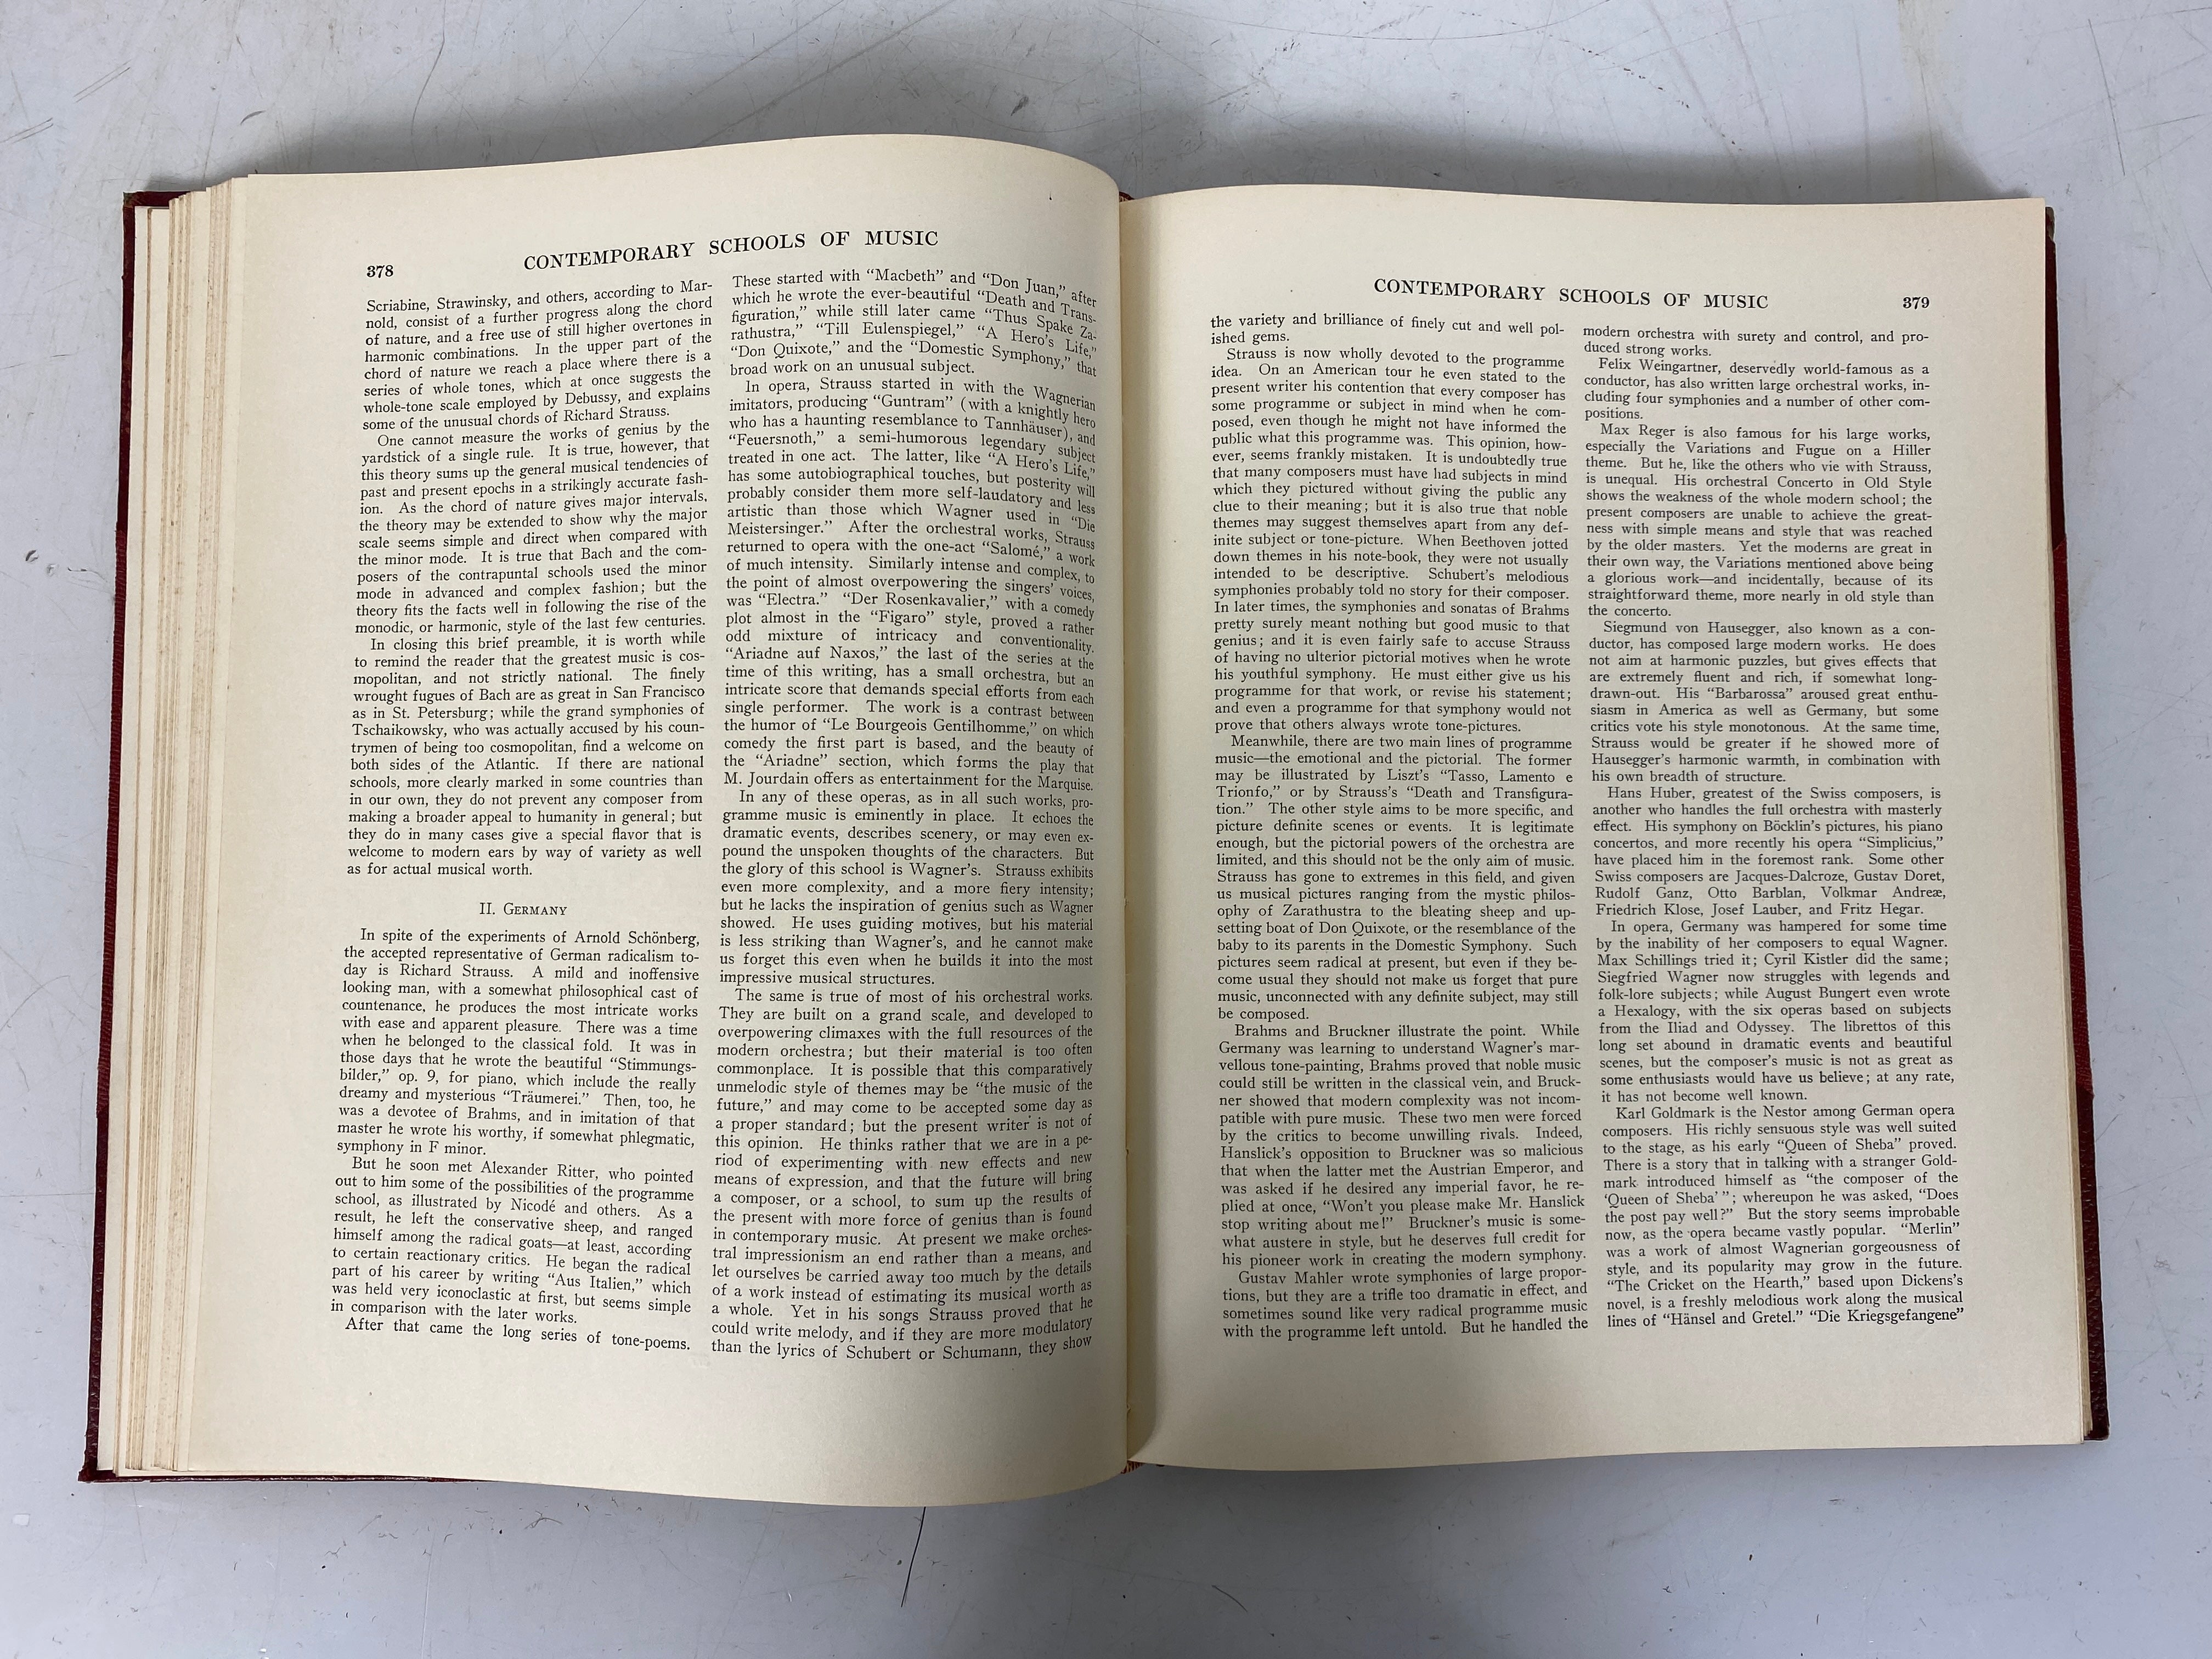 378
CONTEMPORARY SCHOOLS OF MUSIC
Scriabine, Strawinsky, and others, according to Mar-
nold, consist of a further progress along the chord
of nature, and a free use of still higher overtones in
harmonic combinations. In the upper part of the
chord of nature we reach a place where there is a
series of whole tones, which at once suggests the
whole-tone scale employed by Debussy, and explains
some of the unusual chords of Richard Strauss.
One cannot measure the works of genius by the
yardstick of a single rule. It is true, however, that
this theory sums up the general musical tendencies of
past and present epochs in a strikingly accurate fash-
ion. As the chord of nature gives major intervals,
the theory may be extended to show why the major
scale seems simple and direct when compared with
the minor mode. It is true that Bach and the com-
posers of the contrapuntal schools used the minor
mode in advanced and complex fashion; but the
theory fits the facts well in following the rise of the
monodic, or harmonic, style of the last few centuries.
In closing this brief preamble, it is worth while
to remind the reader that the greatest music is cos-
mopolitan, and not strictly national. The finely
wrought fugues of Bach are as great in San Francisco
as in St. Petersburg; while the grand symphonies of
Tschaikowsky, who was actually accused by his coun-
trymen of being too cosmopolitan, find a welcome on
both sides of the Atlantic. If there are national
schools, more clearly marked in some countries than
in our own, they do not prevent any composer from
making a broader appeal to humanity in general; but
they do in many cases give a special flavor that is
welcome to modern ears by way of variety as well
as for actual musical worth.
II. GERMANY
In spite of the experiments of Arnold Schönberg,
the accepted representative of German radicalism to-
day is Richard Strauss. A mild and inoffensive
looking man, with a somewhat philosophical cast of
countenance, he produces the most intricate works
with ease and apparent pleasure. There was a time
when he belonged to the classical fold. It was in
those days that he wrote the beautiful “Stimmungs-
bilder,” op. 9, for piano, which include the really
dreamy and mysterious “Träumerei.” Then, too, he
was a devotee of Brahms, and in imitation of that
master he wrote his worthy, if somewhat phlegmatic,
symphony in F minor.
But he soon met Alexander Ritter, who pointed
out to him some of the possibilities of the programme
school, as illustrated by Nicodé and others. As a
result, he left the conservative sheep, and ranged
himself among the radical goats—at least, according
to certain reactionary critics. He began the radical
part of his career by writing “Aus Italien,” which
was held very iconoclastic at first, but seems simple
in comparison with the later works.
After that came the long series of tone-poems.
These started with “Macbeth” and “Don Juan,” after
which he wrote the ever-beautiful “Death and Trans-
figuration,” while still later came “Thus Spake Za-
rathustra,” “Till Eulenspiegel,” “A Hero’s Life,”
“Don Quixote,” and the “Domestic Symphony,” that
broad work on an unusual subject.
In opera, Strauss started in with the Wagnerian
imitators, producing “Guntram” (with a knightly hero
who has a haunting resemblance to Tannhäuser), and
“Feuersnoth,” a semi-humorous legendary subject
treated in one act. The latter, like “A Hero’s Life,”
has some autobiographical touches, but posterity will
probably consider them more self-laudatory and less
artistic than those which Wagner used in “Die
Meistersinger.” After the orchestral works, Strauss
returned to opera with the one-act “Salomé,” a work
of much intensity. Similarly intense and complex, to
the point of almost overpowering the singers’ voices,
was “Electra.” “Der Rosenkavalier,” with a comedy
plot almost in the “Figaro” style, proved a rather
odd mixture of intricacy and conventionality.
“Ariadne auf Naxos,” the last of the series at the
time of this writing, has a small orchestra, but an
intricate score that demands special efforts from each
single performer. The work is a contrast between
the humor of “Le Bourgeois Gentilhomme,” on which
comedy the first part is based, and the beauty of
the “Ariadne” section, which forms the play that
M. Jourdain offers as entertainment for the Marquise.
In any of these operas, as in all such works, pro-
gramme music is eminently in place. It echoes the
dramatic events, describes scenery, or may even ex-
pound the unspoken thoughts of the characters. But
the glory of this school is Wagner’s. Strauss exhibits
even more complexity, and a more fiery intensity;
but he lacks the inspiration of genius such as Wagner
showed. He uses guiding motives, but his material
is less striking than Wagner’s, and he cannot make
us forget this even when he builds it into the most
impressive musical structures.
The same is true of most of his orchestral works.
They are built on a grand scale, and developed to
overpowering climaxes with the full resources of the
modern orchestra; but their material is too often
commonplace. It is possible that this comparatively
unmelodic style of themes may be “the music of the
future,” and may come to be accepted some day as
a proper standard; but the present writer is not of
this opinion. He thinks rather that we are in a pe-
riod of experimenting with new effects and new
means of expression, and that the future will bring
a composer, or a school, to sum up the results of
the present with more force of genius than is found
in contemporary music. At present we make orches-
tral impressionism an end rather than a means, and
let ourselves be carried away too much by the details
of a work instead of estimating its musical worth as
a whole. Yet in his songs Strauss proved that he
could write melody, and if they are more modulatory
than the lyrics of Schubert or Schumann, they show
CONTEMPORARY SCHOOLS OF MUSIC
379
the variety and brilliance of finely cut and well pol-
ished gems.
Strauss is now wholly devoted to the programme
idea. On an American tour he even stated to the
present writer his contention that every composer has
some programme or subject in mind when he com-
posed, even though he might not have informed the
public what this programme was. This opinion, how-
ever, seems frankly mistaken. It is undoubtedly true
that many composers must have had subjects in mind
which they pictured without giving the public any
clue to their meaning; but it is also true that noble
themes may suggest themselves apart from any def-
inite subject or tone-picture. When Beethoven jotted
down themes in his note-book, they were not usually
intended to be descriptive. Schubert’s melodious
symphonies probably told no story for their composer.
In later times, the symphonies and sonatas of Brahms
pretty surely meant nothing but good music to that
genius; and it is even fairly safe to accuse Strauss
of having no ulterior pictorial motives when he wrote
his youthful symphony. He must either give us his
programme for that work, or revise his statement;
and even a programme for that symphony would not
prove that others always wrote tone-pictures.
Meanwhile, there are two main lines of programme
music—the emotional and the pictorial. The former
may be illustrated by Liszt’s “Tasso, Lamento e
Trionfo,” or by Strauss’s “Death and Transfigura-
tion.” The other style aims to be more specific, and
picture definite scenes or events. It is legitimate
enough, but the pictorial powers of the orchestra are
limited, and this should not be the only aim of music.
Strauss has gone to extremes in this field, and given
us musical pictures ranging from the mystic philos-
ophy of Zarathustra to the bleating sheep and up-
setting boat of Don Quixote, or the resemblance of the
baby to its parents in the Domestic Symphony. Such
pictures seem radical at present, but even if they be-
come usual they should not make us forget that pure
music, unconnected with any definite subject, may still
be composed.
Brahms and Bruckner illustrate the point. While
Germany was learning to understand Wagner’s mar-
vellous tone-painting, Brahms proved that noble music
could still be written in the classical vein, and Bruck-
ner showed that modern complexity was not incom-
patible with pure music. These two men were forced
by the critics to become unwilling rivals. Indeed,
Hanslick’s opposition to Bruckner was so malicious
that when the latter met the Austrian Emperor, and
was asked if he desired any imperial favor, he re-
plied at once, “Won’t you please make Mr. Hanslick
stop writing about me!” Bruckner’s music is some-
what austere in style, but he deserves full credit for
his pioneer work in creating the modern symphony.
Gustav Mahler wrote symphonies of large propor-
tions, but they are a trifle too dramatic in effect, and
sometimes sound like very radical programme music
with the programme left untold. But he handled the
modern orchestra with surety and control, and pro-
duced strong works.
Felix Weingartner, deservedly world-famous as a
conductor, has also written large orchestral works, in-
cluding four symphonies and a number of other com-
positions.
Max Reger is also famous for his large works,
especially the Variations and Fugue on a Hiller
theme. But he, like the others who vie with Strauss,
is unequal. His orchestral Concerto in Old Style
shows the weakness of the whole modern school; the
present composers are unable to achieve the great-
ness with simple means and style that was reached
by the older masters. Yet the moderns are great in
their own way, the Variations mentioned above being
a glorious work—and incidentally, because of its
straightforward theme, more nearly in old style than
the concerto.
Siegmund von Hausegger, also known as a con-
ductor, has composed large modern works. He does
not aim at harmonic puzzles, but gives effects that
are extremely fluent and rich, if somewhat long-
drawn-out. His “Barbarossa” aroused great enthu-
siasm in America as well as Germany, but some
critics vote his style monotonous. At the same time,
Strauss would be greater if he showed more of
Hausegger’s harmonic warmth, in combination with
his own breadth of structure.
Hans Huber, greatest of the Swiss composers, is
another who handles the full orchestra with masterly
effect. His symphony on Böcklin’s pictures, his piano
concertos, and more recently his opera “Simplicius,”
have placed him in the foremost rank. Some other
Swiss composers are Jacques-Dalcroze, Gustav Doret,
Rudolf Ganz, Otto Barblan, Volkmar Andreæ,
Friedrich Klose, Josef Lauber, and Fritz Hegar.
In opera, Germany was hampered for some time
by the inability of her composers to equal Wagner.
Max Schillings tried it; Cyril Kistler did the same;
Siegfried Wagner now struggles with legends and
folk-lore subjects; while August Bungert even wrote
a Hexalogy, with the six operas based on subjects
from the Iliad and Odyssey. The librettos of this
long set abound in dramatic events and beautiful
scenes, but the composer’s music is not as great as
some enthusiasts would have us believe; at any rate,
it has not become well known.
Karl Goldmark is the Nestor among German opera
composers. His richly sensuous style was well suited
to the stage, as his early “Queen of Sheba” proved.
There is a story that in talking with a stranger Gold-
mark introduced himself as “the composer of the
‘Queen of Sheba’”; whereupon he was asked, “Does
the post pay well?” But the story seems improbable
now, as the opera became vastly popular. “Merlin”
was a work of almost Wagnerian gorgeousness of
style, and its popularity may grow in the future.
“The Cricket on the Hearth,” based upon Dickens’s
novel, is a freshly melodious work along the musical
lines of “Hänsel and Gretel.” “Die Kriegsgefangene”